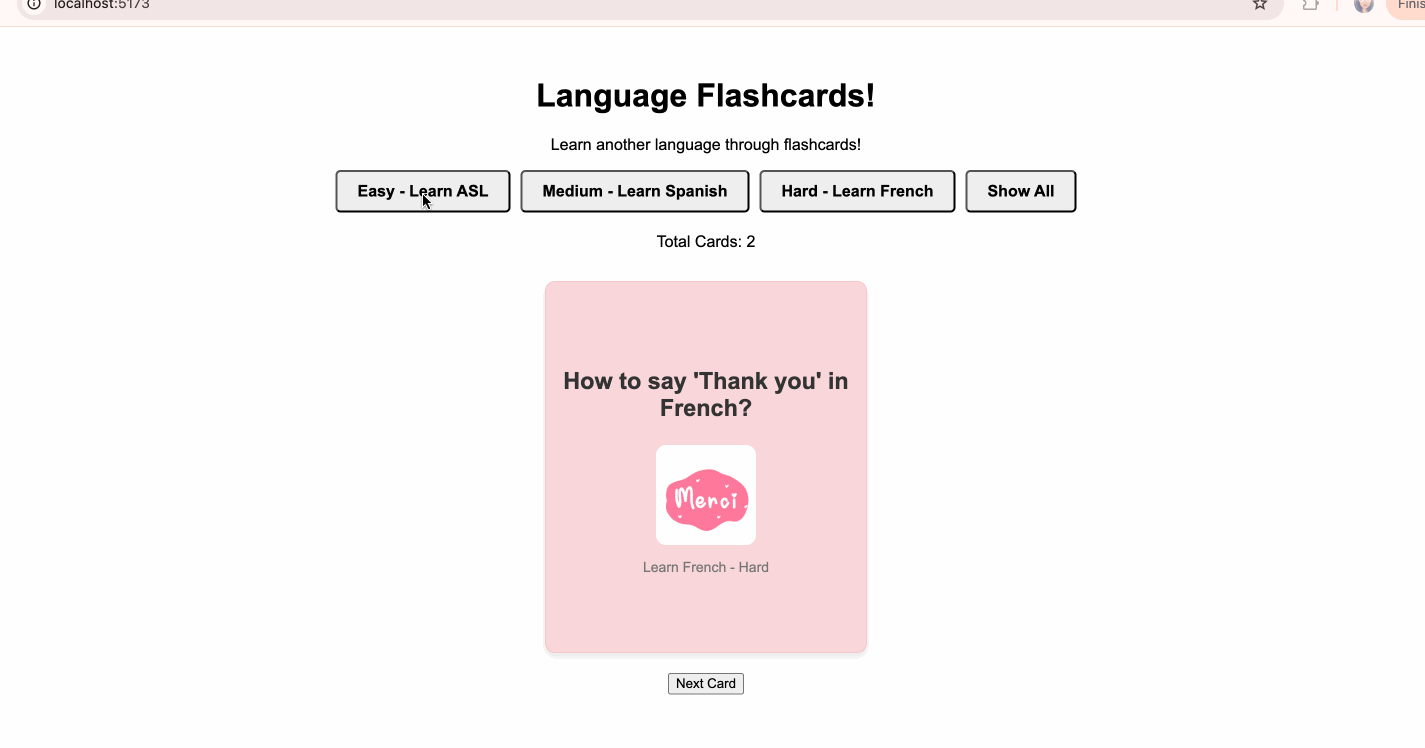 localhost:5173
Finis
Language Flashcards!
Learn another language through flashcards!
Easy - Learn ASL
Medium - Learn Spanish
Hard - Learn French
Show All
Total Cards: 2
How to say 'Thank you' in
French?
Merci
Learn French - Hard
Next Card